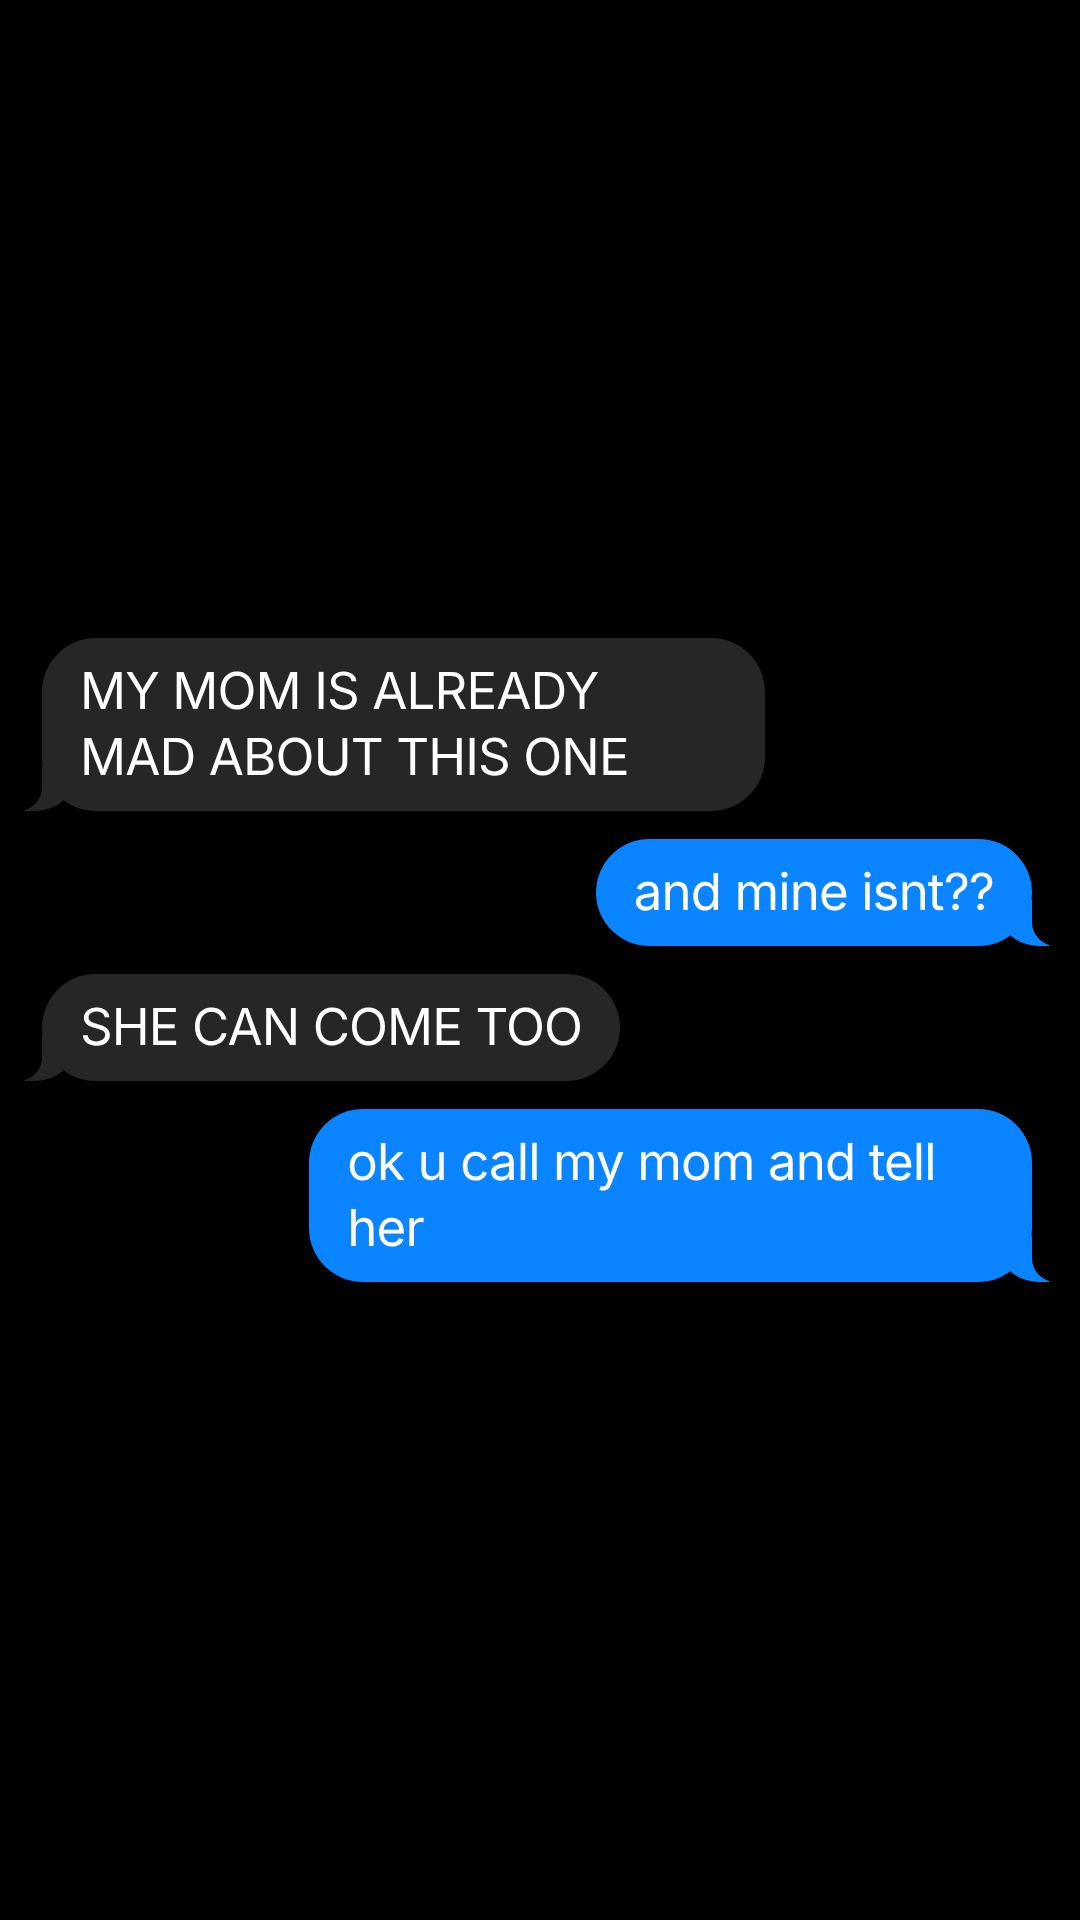 MY MOM IS ALREADY
MAD ABOUT THIS ONE
and mine isnt??
SHE CAN COME TOO
ok u call my mom and tell
her